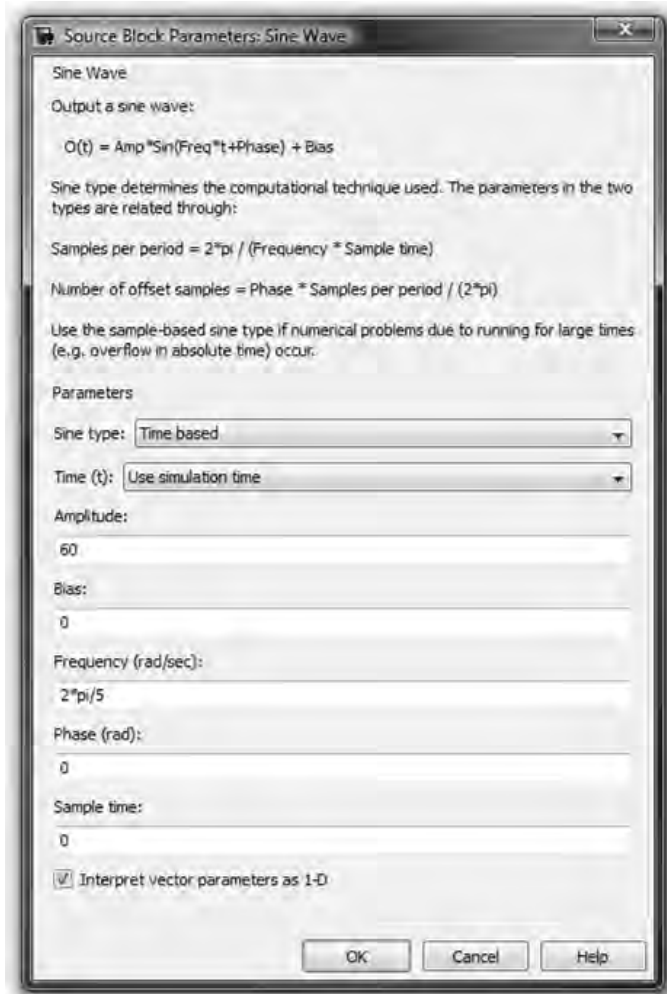 Source Block Parameters: Sine Wave
Sine Wave
Output a sine wave:
O(t) = Amp*Sin(Freq*t+Phase) + Bias
Sine type determines the computational technique used. The parameters in the two
types are related through:
Samples per period = 2*pi / (Frequency * Sample time)
Number of offset samples = Phase * Samples per period / (2*pi)
Use the sample-based sine type if numerical problems due to running for large times
(e.g. overflow in absolute time) occur.
Parameters
Sine type: Time based
Time (t): Use simulation time
Amplitude:
60
Bias:
0
Frequency (rad/sec):
2*pi/5
Phase (rad):
0
Sample time:
0
Interpret vector parameters as 1-D
OK Cancel Help